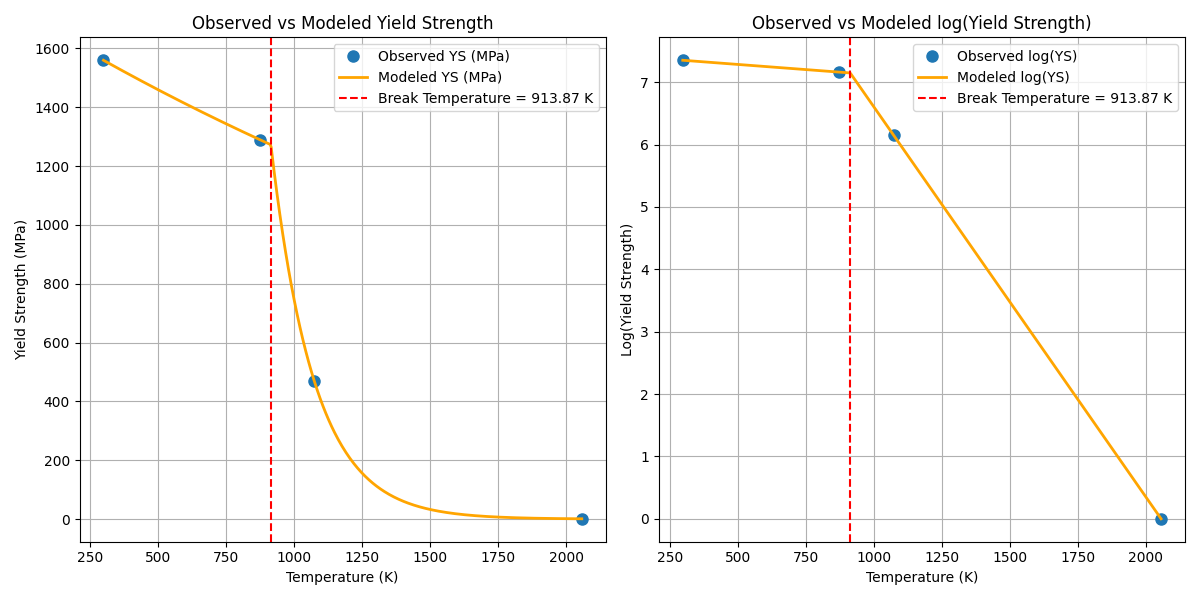 Observed vs Modeled Yield Strength
Observed YS (MPa)
Modeled YS (MPa)
Break Temperature = 913.87 K
Yield Strength (MPa)
1600
1400
1200
1000
800
600
400
200
0
250 500 750 1000 1250 1500 1750 2000
Temperature (K)
Observed vs Modeled log(Yield Strength)
Observed log(YS)
Modeled log(YS)
Break Temperature = 913.87 K
Log(Yield Strength)
7
6
5
4
3
2
1
0
250 500 750 1000 1250 1500 1750 2000
Temperature (K)